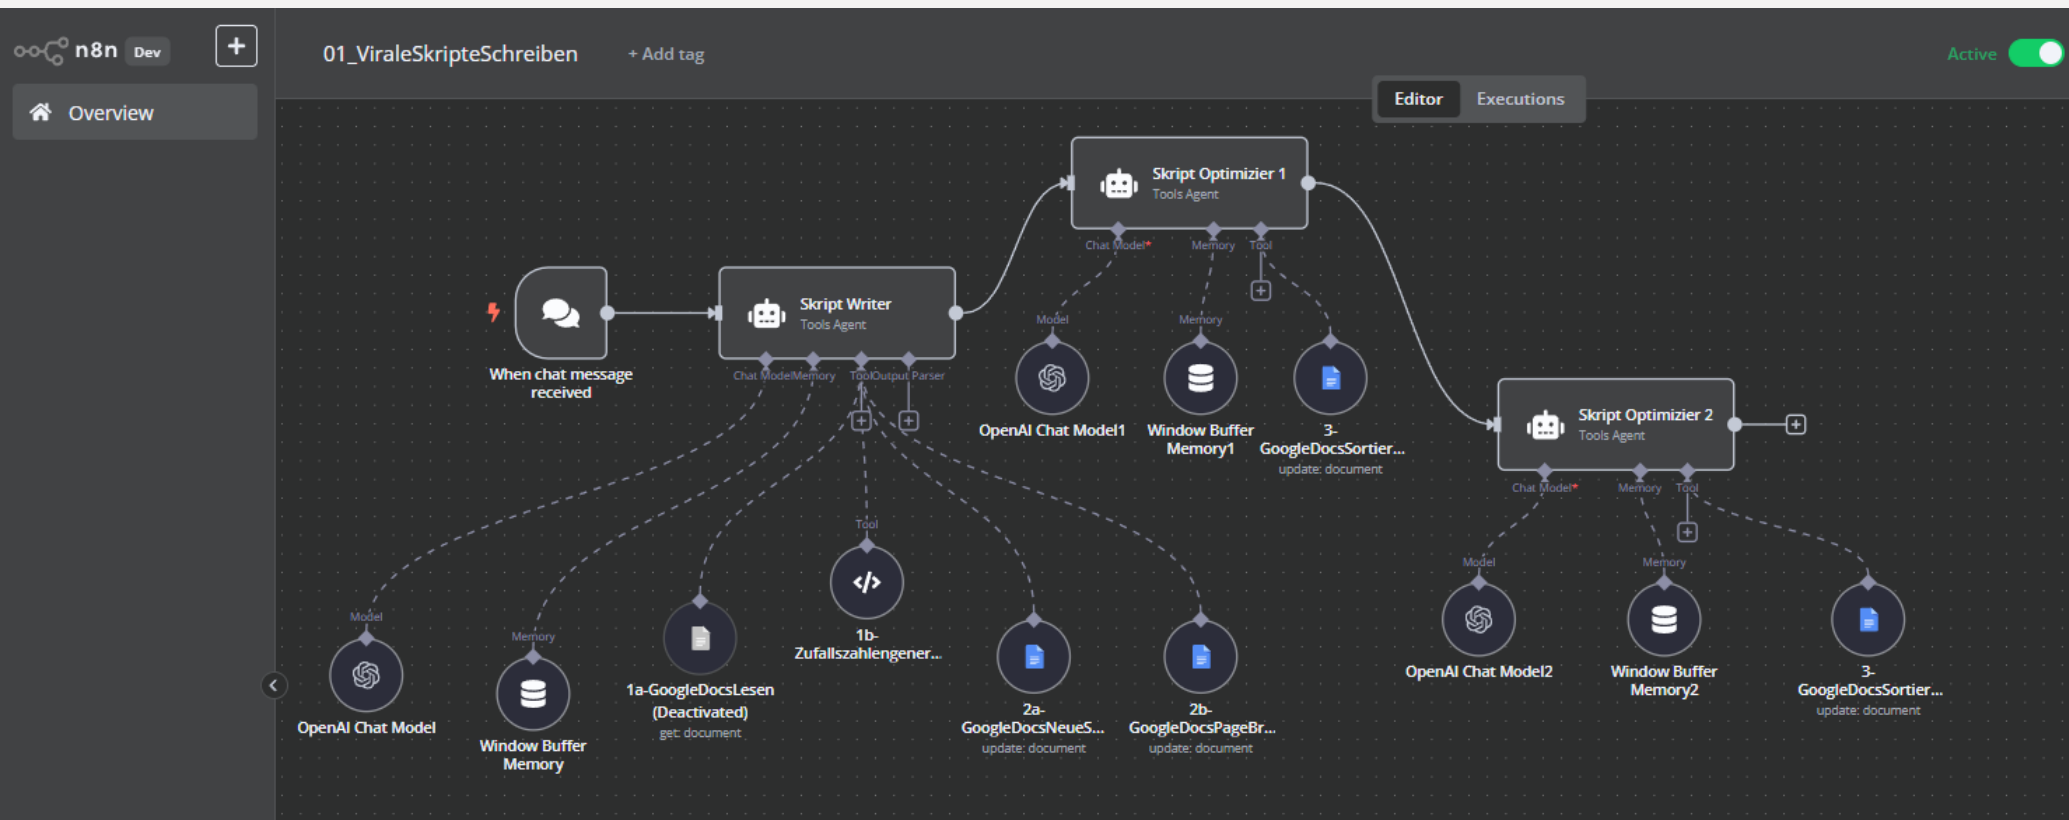 n8n Dev
+
Overview
01_ViraleSkripteSchreiben
+ Add tag
Active
Editor
Executions
When chat message
received
Skript Writer
Tools Agent
Chat Model
Memory
Tool
Output Parser
Skript Optimizier 1
Tools Agent
Chat Model*
Memory
Tool
Model
OpenAI Chat Model1
Memory
Window Buffer
Memory1
3-
GoogleDocsSortier...
update: document
Skript Optimizier 2
Tools Agent
Chat Model*
Memory
Tool
Model
OpenAI Chat Model
Memory
Window Buffer
Memory
1a-GoogleDocsLesen
(Deactivated)
get: document
Tool
1b-
Zufallszahlengener...
2a-
GoogleDocsNeueS...
update: document
2b-
GoogleDocsPageBr...
update: document
Model
OpenAI Chat Model2
Memory
Window Buffer
Memory2
3-
GoogleDocsSortier...
update: document